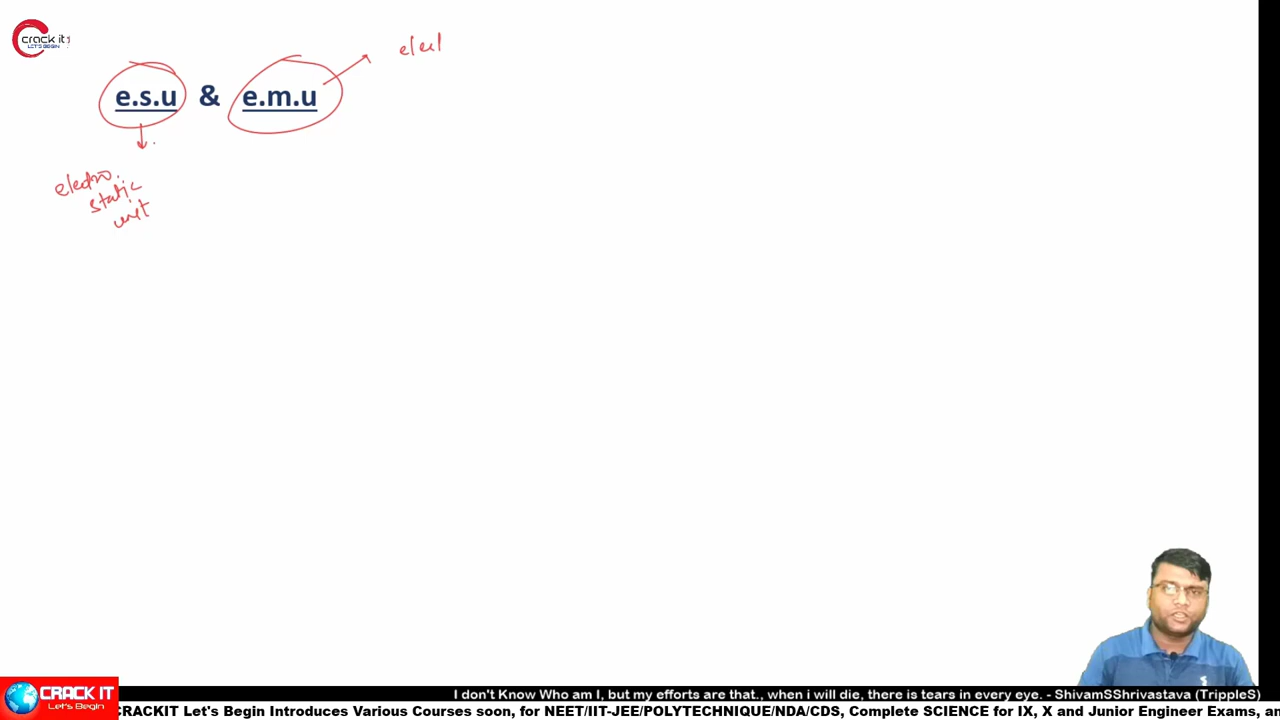 crack it
LET'S BEGIN
elect
e.s.u & e.m.u
electro.
static
unit
CRACK IT
Let's Begin
I don't Know Who am I, but my efforts are that., when i will die, there is tears in every eye. - ShivamSShrivastava (TrippleS)
CRACKIT Let's Begin Introduces Various Courses soon, for NEET/IIT-JEE/POLYTECHNIQUE/NDA/CDS, Complete SCIENCE for IX, X and Junior Engineer Exams, an